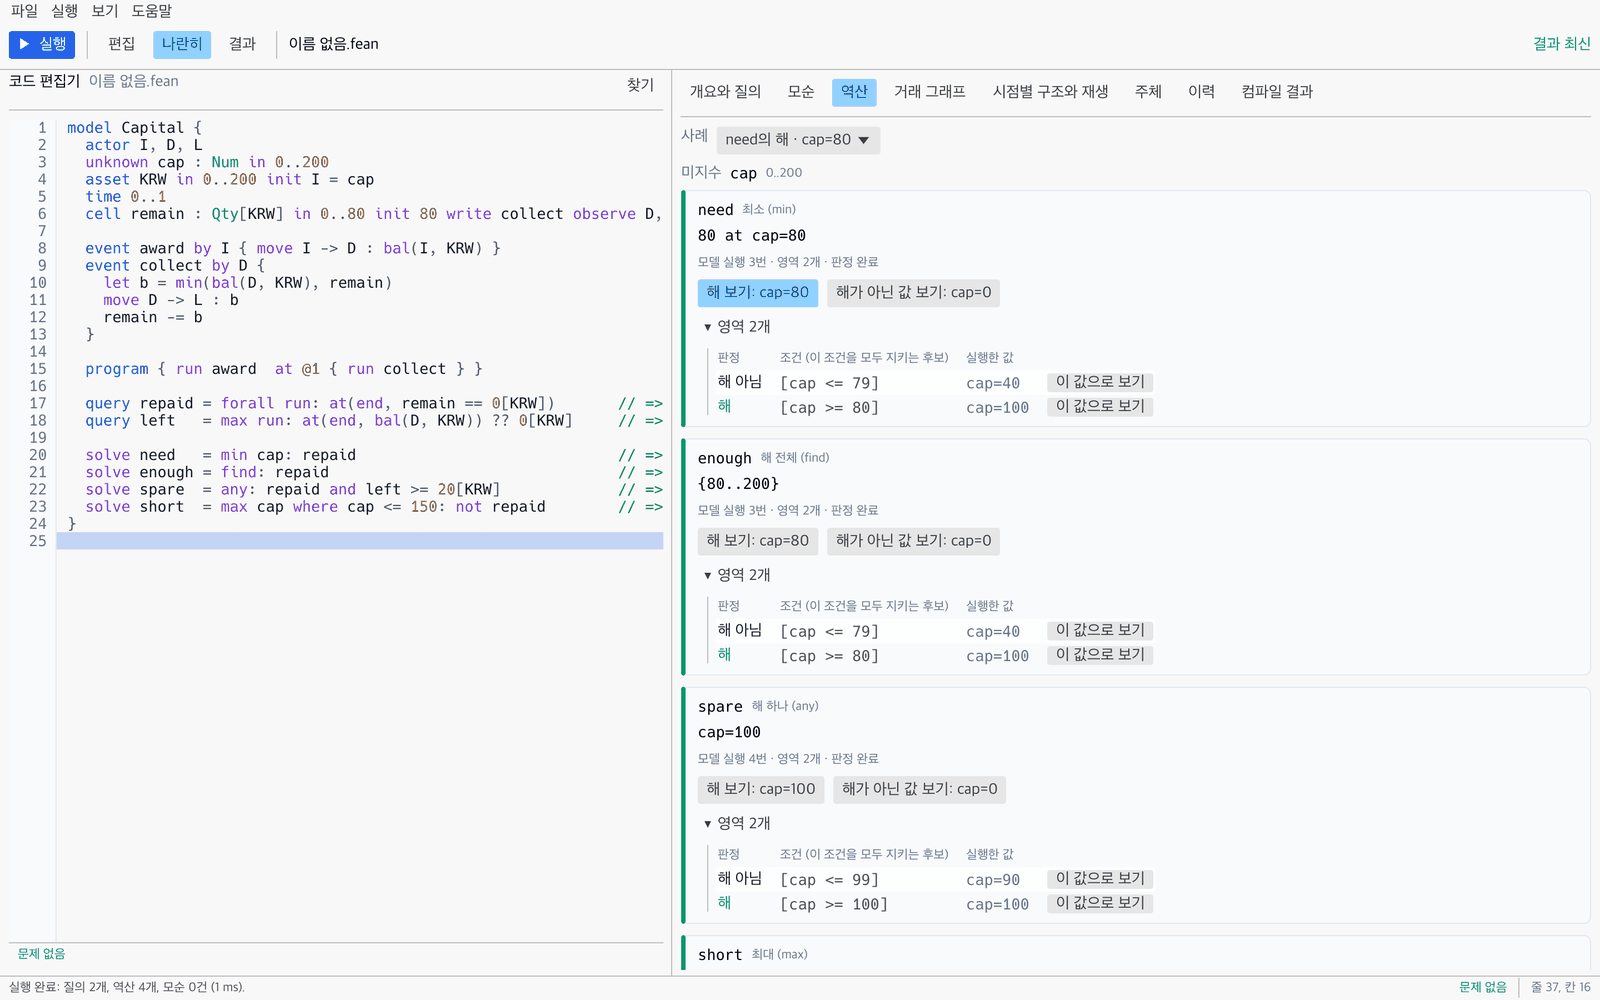 파일 실행 보기 도움말
▶ 실행 편집 나란히 결과 이름 없음.fean 결과 최신
코드 편집기 이름 없음.fean 찾기
1 model Capital {
2 actor I, D, L
3 unknown cap : Num in 0..200
4 asset KRW in 0..200 init I = cap
5 time 0..1
6 cell remain : Qty[KRW] in 0..80 init 80 write collect observe D,
7
8 event award by I { move I -> D : bal(I, KRW) }
9 event collect by D {
10 let b = min(bal(D, KRW), remain)
11 move D -> L : b
12 remain -= b
13 }
14
15 program { run award  at @1 { run collect } }
16
17 query repaid = forall run: at(end, remain == 0[KRW]) // =>
18 query left   = max run: at(end, bal(D, KRW)) ?? 0[KRW] // =>
19
20 solve need   = min cap: repaid // =>
21 solve enough = find: repaid // =>
22 solve spare  = any: repaid and left >= 20[KRW] // =>
23 solve short  = max cap where cap <= 150: not repaid // =>
24 }
25
문제 없음
개요와 질의 모순 역산 거래 그래프 시점별 구조와 재생 주체 이력 컴파일 결과
사례 need의 해 · cap=80 ▼
미지수 cap 0..200
need 최소 (min)
80 at cap=80
모델 실행 3번 · 영역 2개 · 판정 완료
해 보기: cap=80 해가 아닌 값 보기: cap=0
▼ 영역 2개
판정 조건 (이 조건을 모두 지키는 후보) 실행한 값
해 아님 [cap <= 79] cap=40 이 값으로 보기
해 [cap >= 80] cap=100 이 값으로 보기
enough 해 전체 (find)
{80..200}
모델 실행 3번 · 영역 2개 · 판정 완료
해 보기: cap=80 해가 아닌 값 보기: cap=0
▼ 영역 2개
판정 조건 (이 조건을 모두 지키는 후보) 실행한 값
해 아님 [cap <= 79] cap=40 이 값으로 보기
해 [cap >= 80] cap=100 이 값으로 보기
spare 해 하나 (any)
cap=100
모델 실행 4번 · 영역 2개 · 판정 완료
해 보기: cap=100 해가 아닌 값 보기: cap=0
▼ 영역 2개
판정 조건 (이 조건을 모두 지키는 후보) 실행한 값
해 아님 [cap <= 99] cap=90 이 값으로 보기
해 [cap >= 100] cap=100 이 값으로 보기
short 최대 (max)
실행 완료: 질의 2개, 역산 4개, 모순 0건 (1 ms). 문제 없음 줄 37, 칸 16